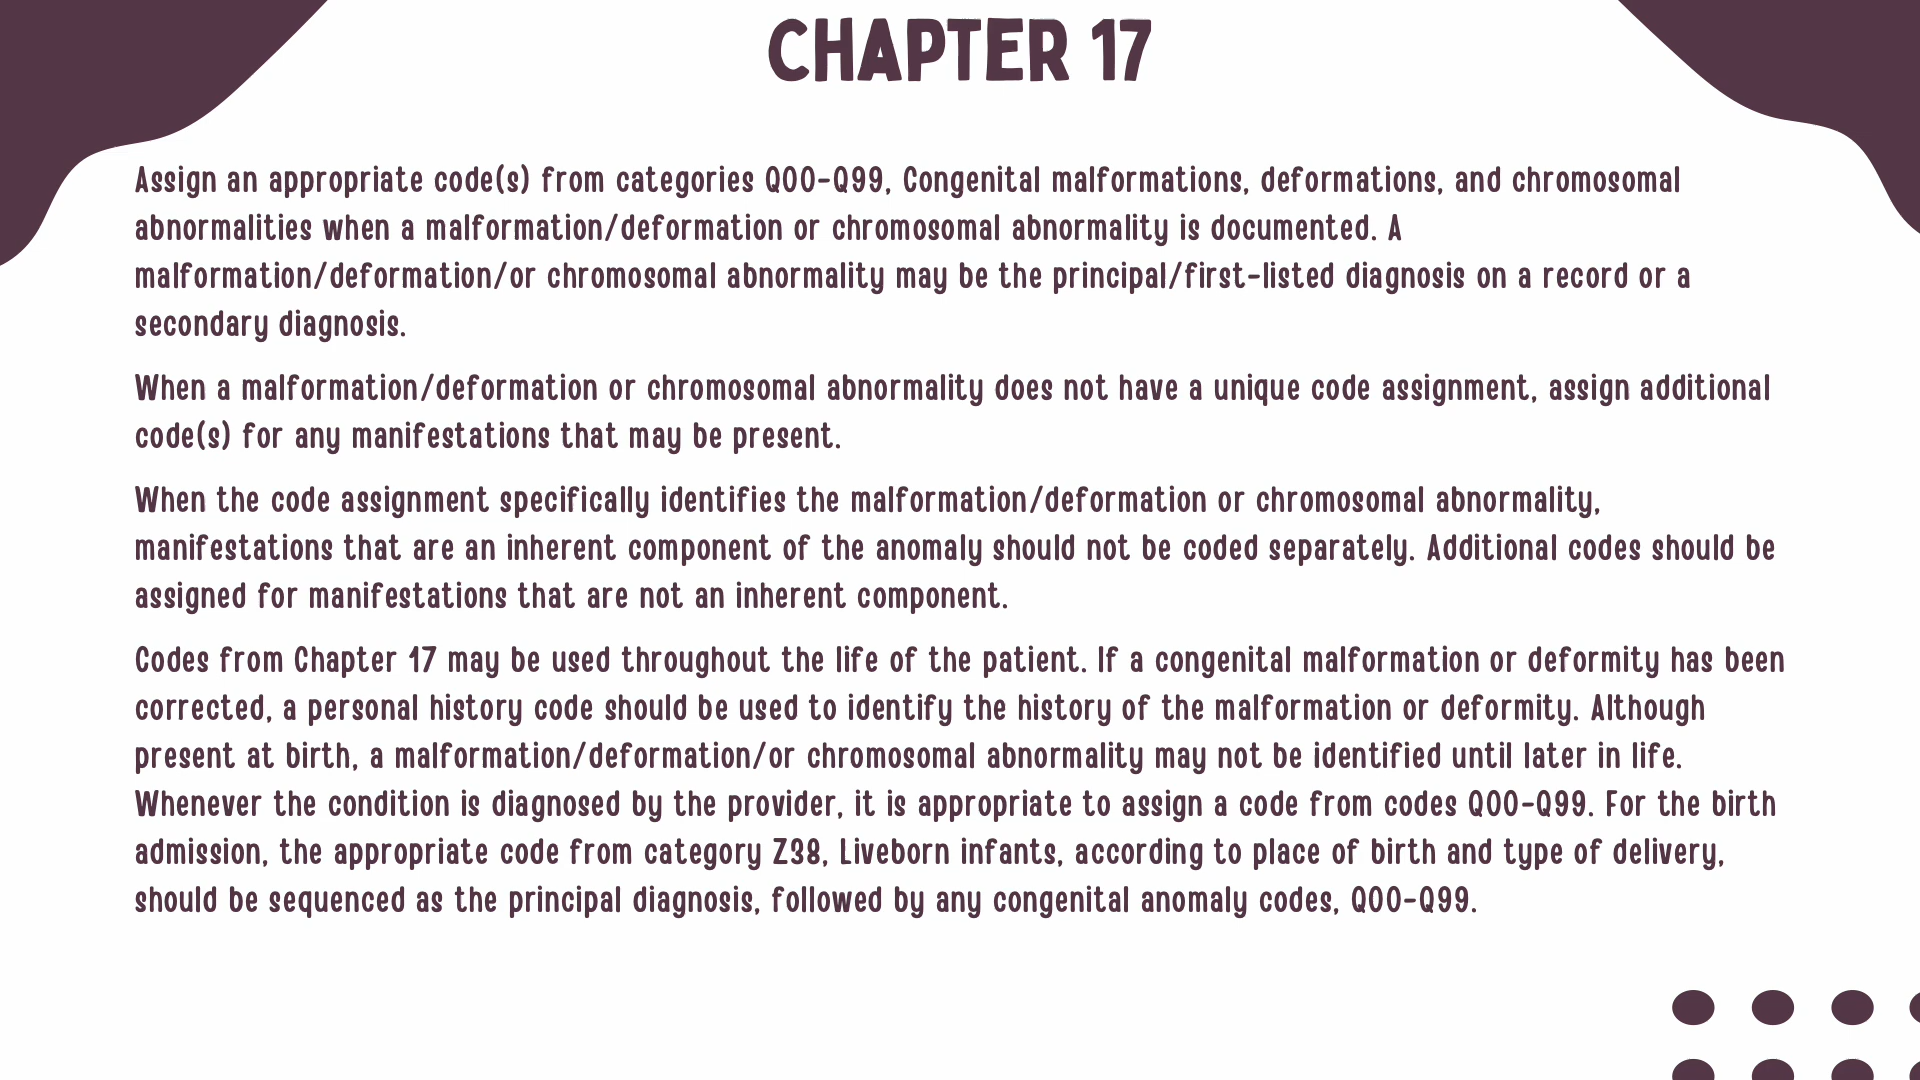 CHAPTER 17
Assign an appropriate code(s) from categories Q00-Q99, Congenital malformations, deformations, and chromosomal
abnormalities when a malformation/deformation or chromosomal abnormality is documented. A
malformation/deformation/or chromosomal abnormality may be the principal/first-listed diagnosis on a record or a
secondary diagnosis.
When a malformation/deformation or chromosomal abnormality does not have a unique code assignment, assign additional
code(s) for any manifestations that may be present.
When the code assignment specifically identifies the malformation/deformation or chromosomal abnormality,
manifestations that are an inherent component of the anomaly should not be coded separately. Additional codes should be
assigned for manifestations that are not an inherent component.
Codes from Chapter 17 may be used throughout the life of the patient. If a congenital malformation or deformity has been
corrected, a personal history code should be used to identify the history of the malformation or deformity. Although
present at birth, a malformation/deformation/or chromosomal abnormality may not be identified until later in life.
Whenever the condition is diagnosed by the provider, it is appropriate to assign a code from codes Q00-Q99. For the birth
admission, the appropriate code from category Z38, Liveborn infants, according to place of birth and type of delivery,
should be sequenced as the principal diagnosis, followed by any congenital anomaly codes, Q00-Q99.